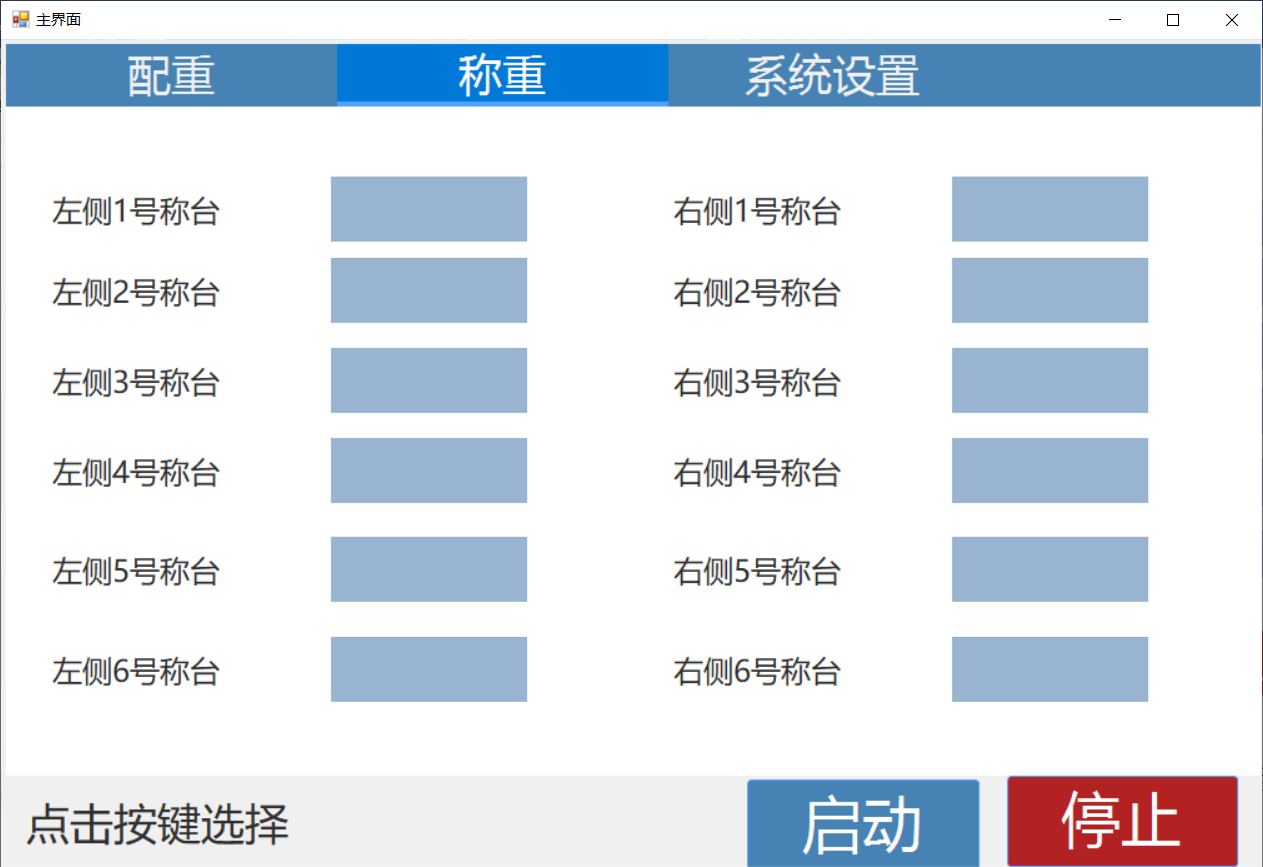 主界面
配重 称重 系统设置
左侧1号称台 右侧1号称台
左侧2号称台 右侧2号称台
左侧3号称台 右侧3号称台
左侧4号称台 右侧4号称台
左侧5号称台 右侧5号称台
左侧6号称台 右侧6号称台
点击按键选择 启动 停止